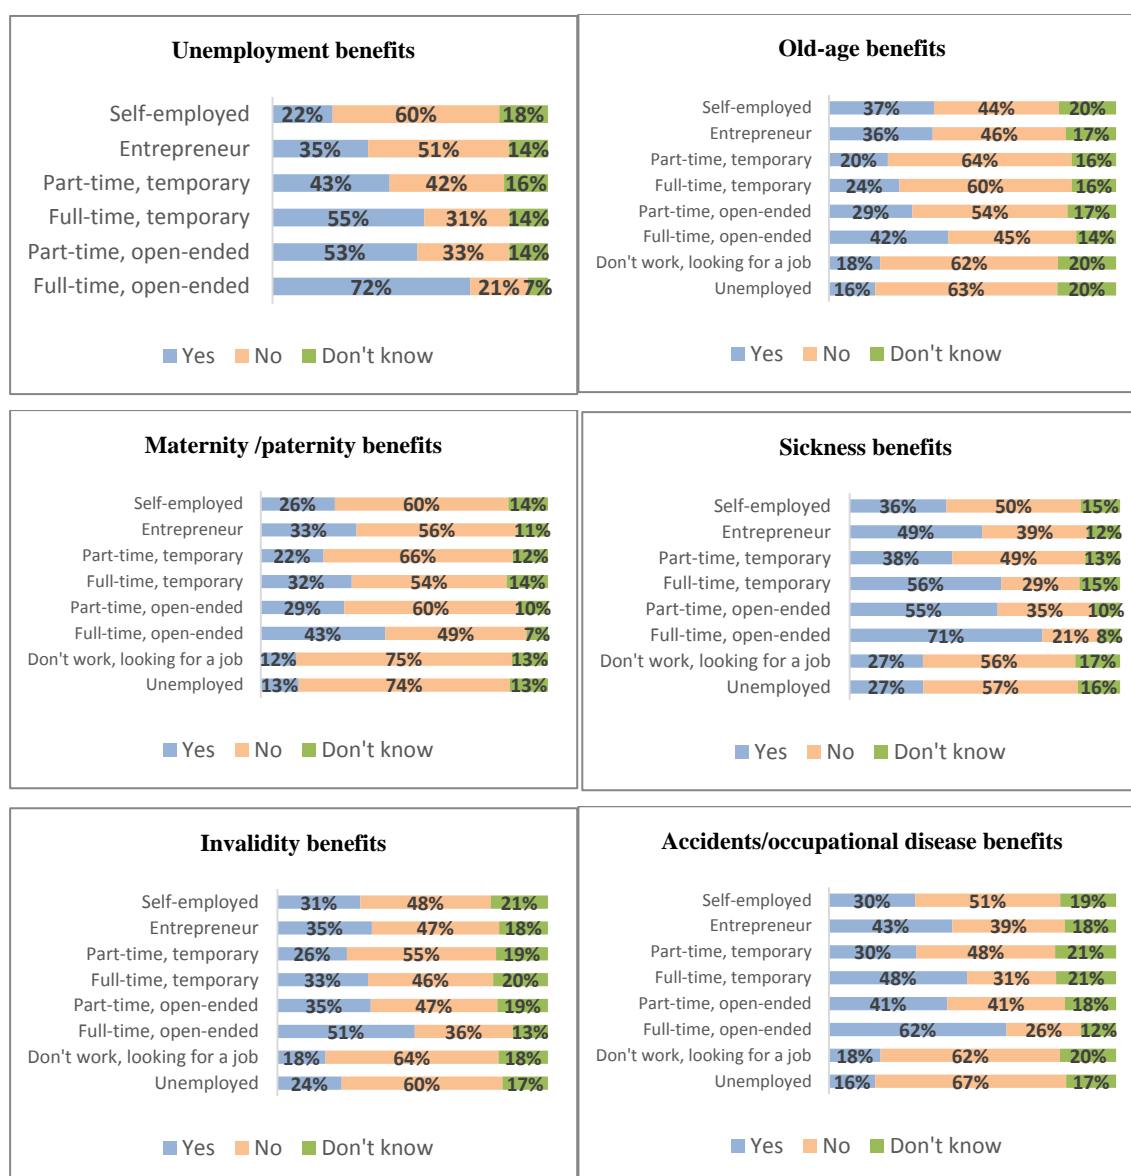 Unemployment benefits
Self-employed 22% 60% 18%
Entrepreneur 35% 51% 14%
Part-time, temporary 43% 42% 16%
Full-time, temporary 55% 31% 14%
Part-time, open-ended 53% 33% 14%
Full-time, open-ended 72% 21% 7%
Yes No Don't know
Old-age benefits
Self-employed 37% 44% 20%
Entrepreneur 36% 46% 17%
Part-time, temporary 20% 64% 16%
Full-time, temporary 24% 60% 16%
Part-time, open-ended 29% 54% 17%
Full-time, open-ended 42% 45% 14%
Don't work, looking for a job 18% 62% 20%
Unemployed 16% 63% 20%
Yes No Don't know
Maternity /paternity benefits
Self-employed 26% 60% 14%
Entrepreneur 33% 56% 11%
Part-time, temporary 22% 66% 12%
Full-time, temporary 32% 54% 14%
Part-time, open-ended 29% 60% 10%
Full-time, open-ended 43% 49% 7%
Don't work, looking for a job 12% 75% 13%
Unemployed 13% 74% 13%
Yes No Don't know
Sickness benefits
Self-employed 36% 50% 15%
Entrepreneur 49% 39% 12%
Part-time, temporary 38% 49% 13%
Full-time, temporary 56% 29% 15%
Part-time, open-ended 55% 35% 10%
Full-time, open-ended 71% 21% 8%
Don't work, looking for a job 27% 56% 17%
Unemployed 27% 57% 16%
Yes No Don't know
Invalidity benefits
Self-employed 31% 48% 21%
Entrepreneur 35% 47% 18%
Part-time, temporary 26% 55% 19%
Full-time, temporary 33% 46% 20%
Part-time, open-ended 35% 47% 19%
Full-time, open-ended 51% 36% 13%
Don't work, looking for a job 18% 64% 18%
Unemployed 24% 60% 17%
Yes No Don't know
Accidents/occupational disease benefits
Self-employed 30% 51% 19%
Entrepreneur 43% 39% 18%
Part-time, temporary 30% 48% 21%
Full-time, temporary 48% 31% 21%
Part-time, open-ended 41% 41% 18%
Full-time, open-ended 62% 26% 12%
Don't work, looking for a job 18% 62% 20%
Unemployed 16% 67% 17%
Yes No Don't know